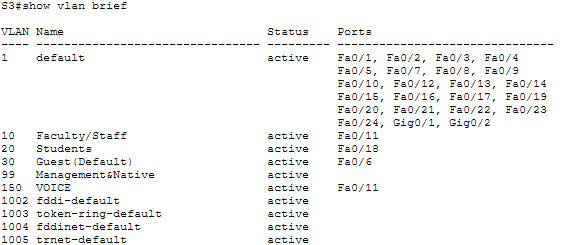 S3#show vlan brief
VLAN Name                             Status    Ports
---- -------------------------------- --------- -------------------------------
1    default                          active    Fa0/1, Fa0/2, Fa0/3, Fa0/4
                                                Fa0/5, Fa0/7, Fa0/8, Fa0/9
                                                Fa0/10, Fa0/12, Fa0/13, Fa0/14
                                                Fa0/15, Fa0/16, Fa0/17, Fa0/19
                                                Fa0/20, Fa0/21, Fa0/22, Fa0/23
                                                Fa0/24, Gig0/1, Gig0/2
10   Faculty/Staff                    active    Fa0/11
20   Students                         active    Fa0/18
30   Guest(Default)                   active    Fa0/6
99   Management&Native                active
150  VOICE                            active    Fa0/11
1002 fddi-default                     active
1003 token-ring-default               active
1004 fddinet-default                  active
1005 trnet-default                    active